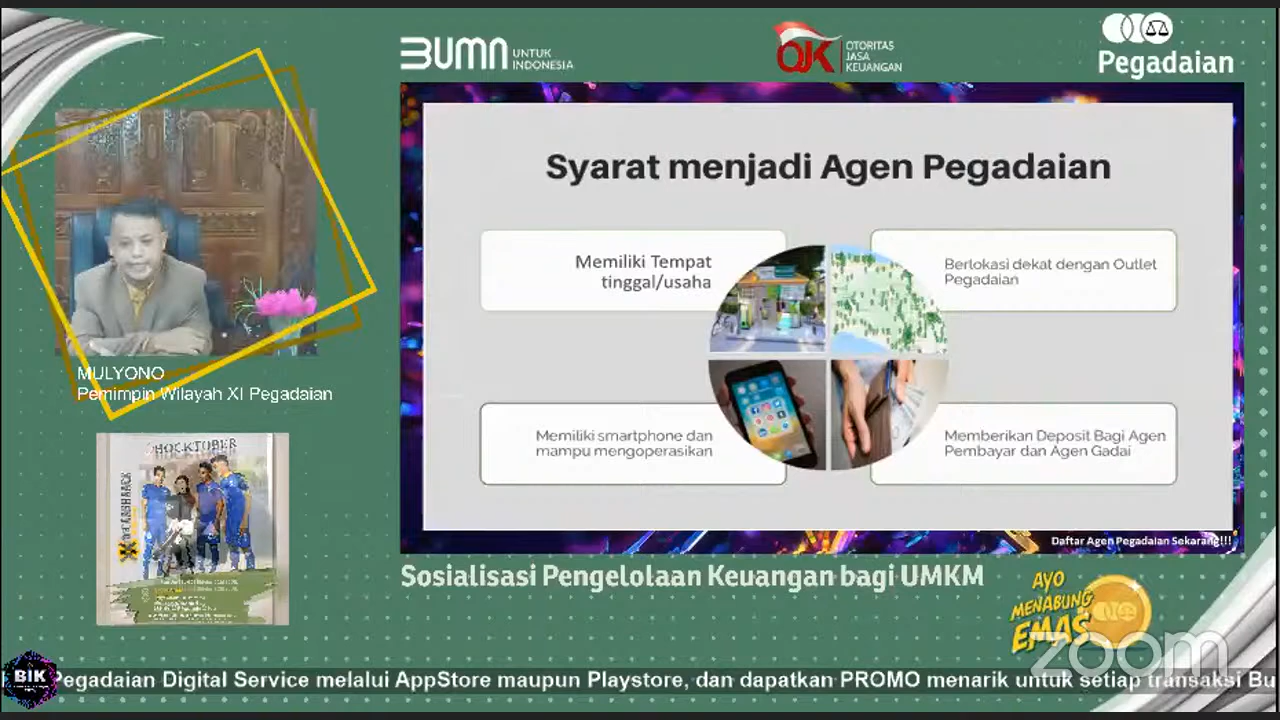 BUMN
UNTUK
INDONESIA
OJK
OTORITAS
JASA
KEUANGAN
Pegadaian
Syarat menjadi Agen Pegadaian
Memiliki Tempat
tinggal/usaha
Berlokasi dekat dengan Outlet
Pegadaian
Memiliki smartphone dan
mampu mengoperasikan
Memberikan Deposit Bagi Agen
Pembayar dan Agen Gadai
Daftar Agen Pegadaian Sekarang!!!
MULYONO
Pemimpin Wilayah XI Pegadaian
Sosialisasi Pengelolaan Keuangan bagi UMKM
AYO
MENABUNG
EMAS
zoom
BIK
Pegadaian Digital Service melalui AppStore maupun Playstore, dan dapatkan PROMO menarik untuk setiap transaksi Bu